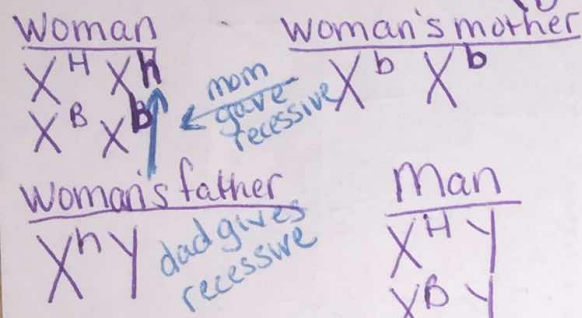 Woman
X^H X^h
X^B X^b
Woman's mother
X^b X^b
mom
gave
recessive
Woman's father
X^h Y
dad gives
recessive
Man
X^H Y
X^B Y